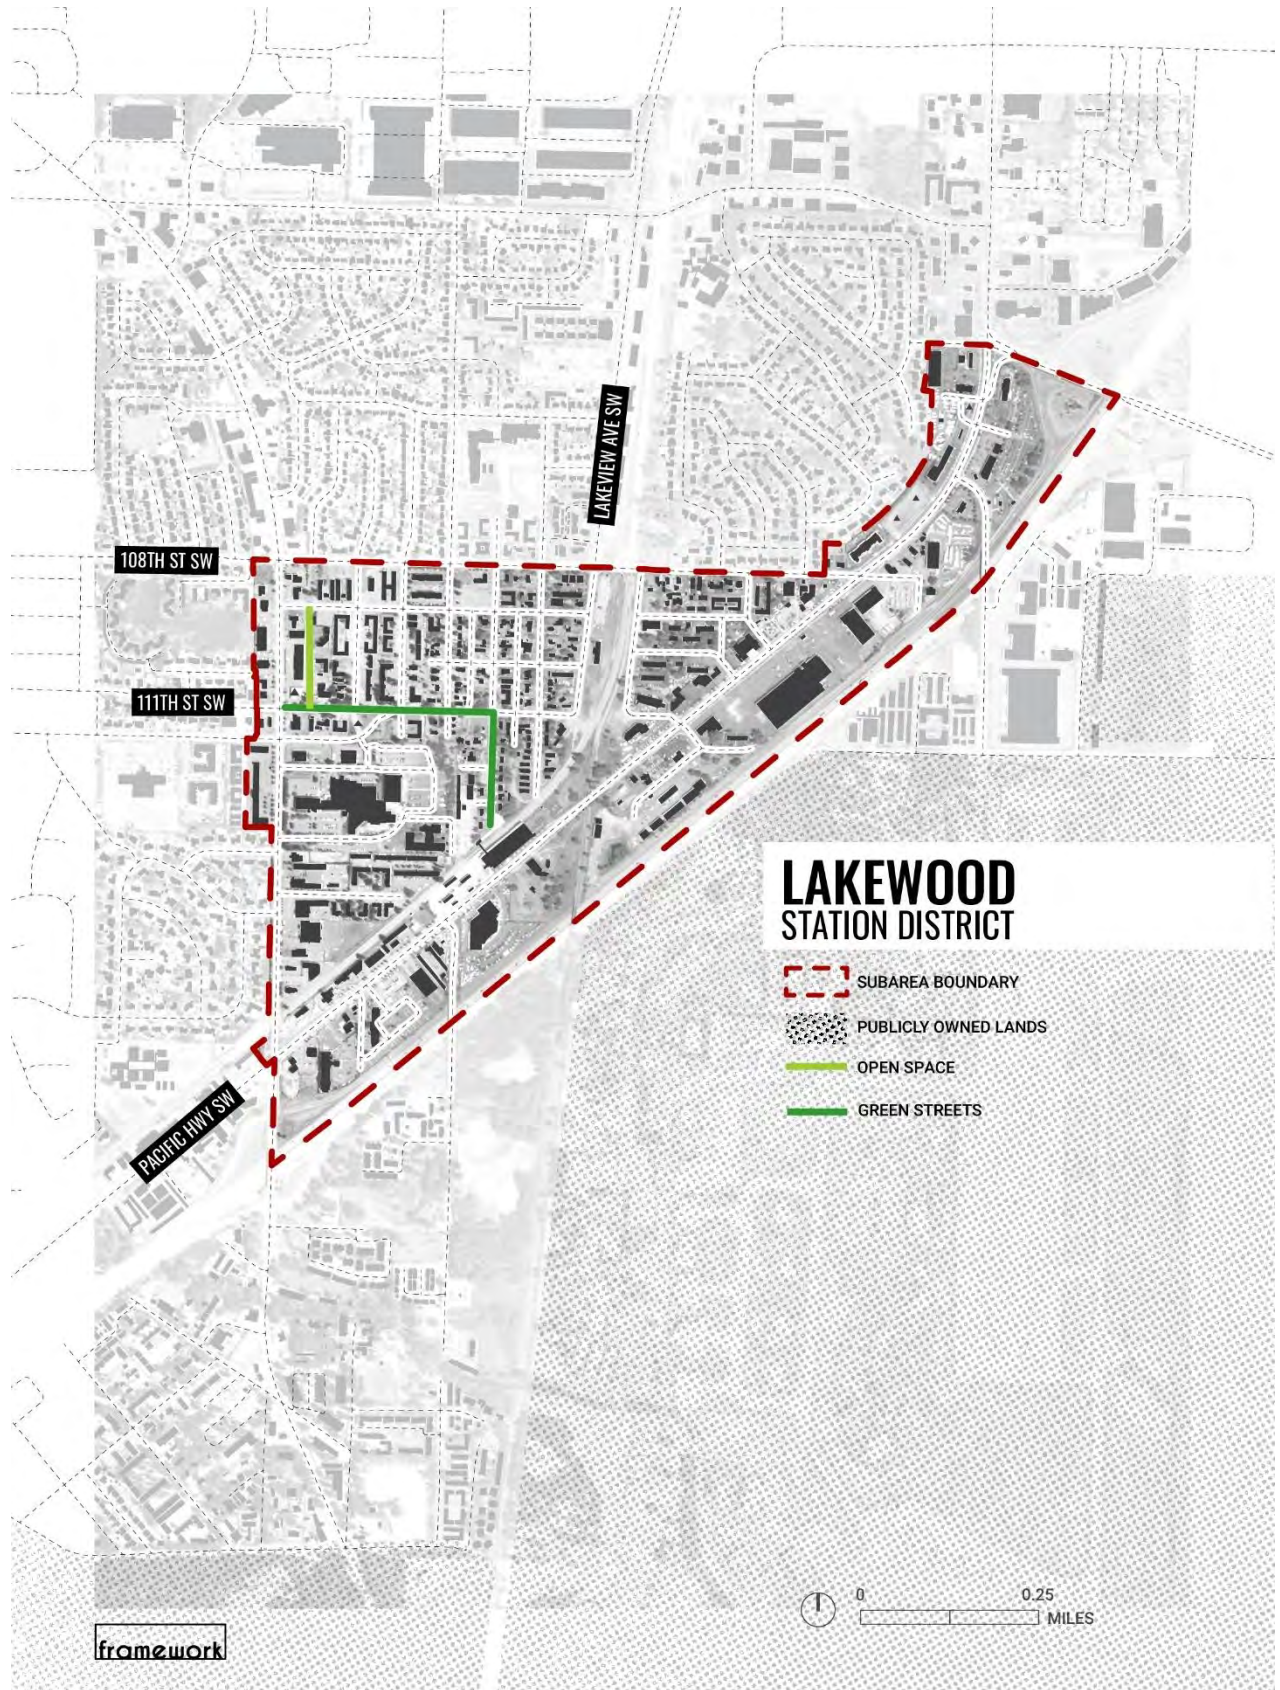 LAKEVIEW AVE SW
108TH ST SW
111TH ST SW
PACIFIC HWY SW
LAKEWOOD
STATION DISTRICT
SUBAREA BOUNDARY
PUBLICLY OWNED LANDS
OPEN SPACE
GREEN STREETS
0 0.25
MILES
framework